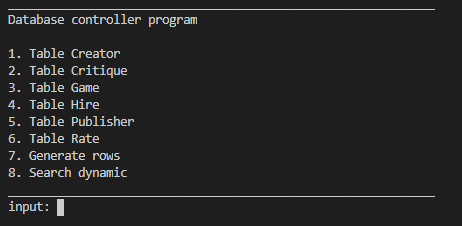 Database controller program
1. Table Creator
2. Table Critique
3. Table Game
4. Table Hire
5. Table Publisher
6. Table Rate
7. Generate rows
8. Search dynamic
input: